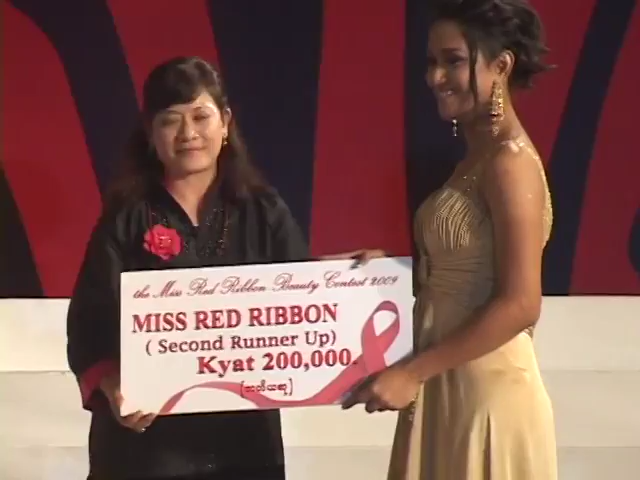 the Miss Red Ribbon Beauty Contest 2009
MISS RED RIBBON
( Second Runner Up)
Kyat 200,000.